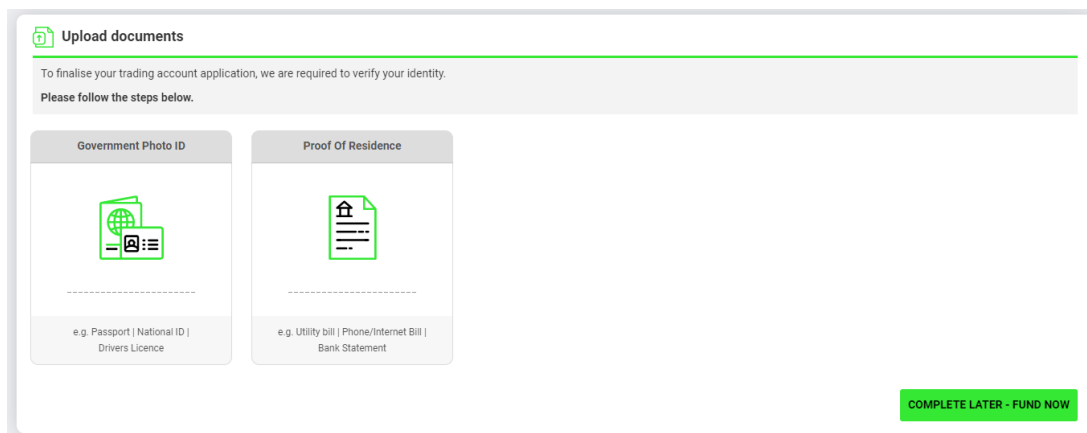 Upload documents
To finalise your trading account application, we are required to verify your identity.
Please follow the steps below.
Government Photo ID
Proof Of Residence
e.g. Passport | National ID |
Drivers Licence
e.g. Utility bill | Phone/Internet Bill |
Bank Statement
COMPLETE LATER - FUND NOW